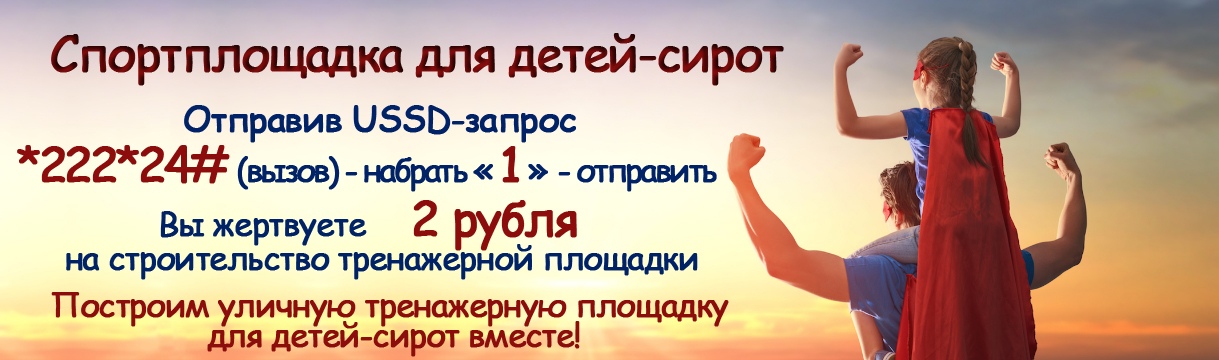 Спортплощадка для детей-сирот
Отправив USSD-запрос
*222*24# (вызов) - набрать « 1 » - отправить
Вы жертвуете 2 рубля
на строительство тренажерной площадки
Построим уличную тренажерную площадку
для детей-сирот вместе!